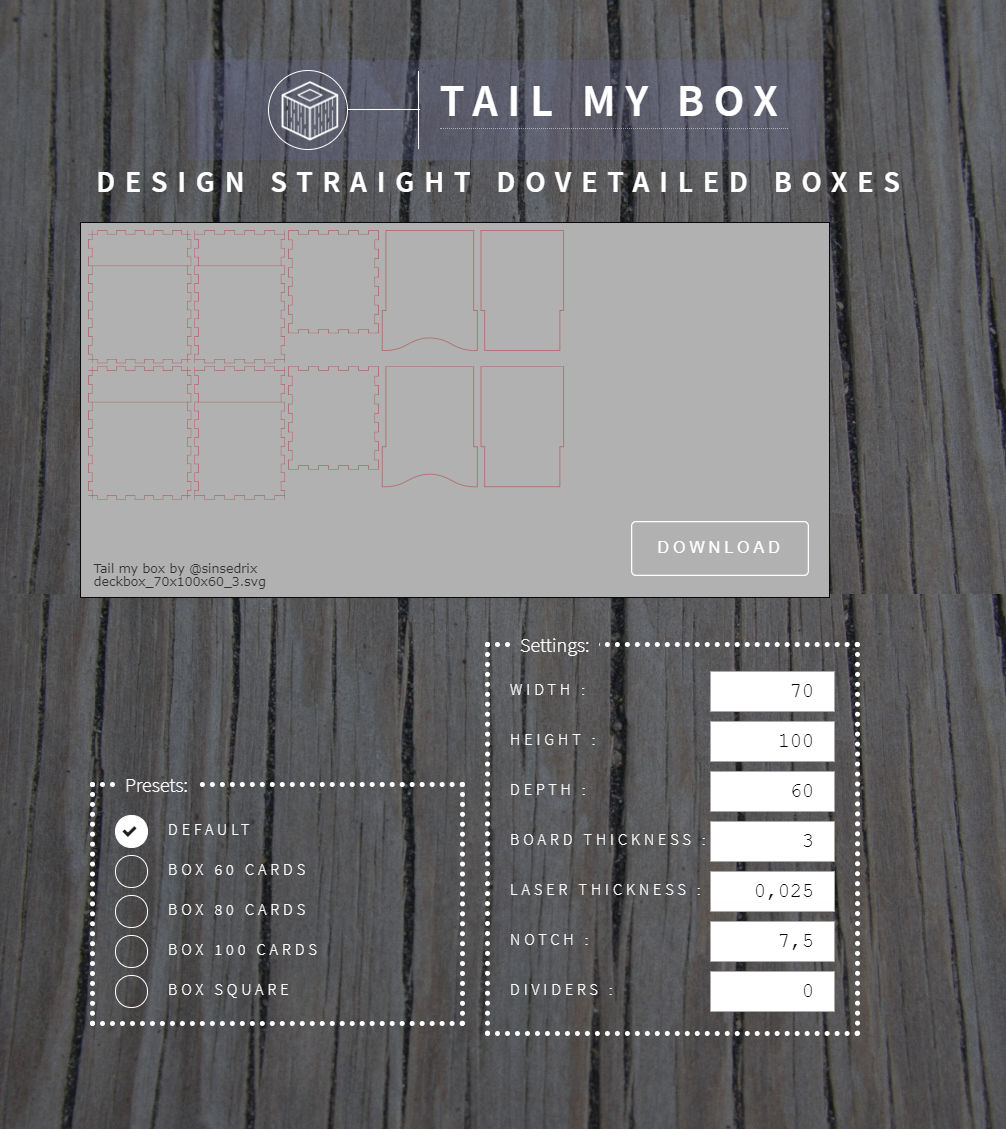 TAIL MY BOX
DESIGN STRAIGHT DOVETAILED BOXES
DOWNLOAD
Tail my box by @sinsedrix
deckbox_70x100x60_3.svg
Presets:
DEFAULT
BOX 60 CARDS
BOX 80 CARDS
BOX 100 CARDS
BOX SQUARE
Settings:
WIDTH : 70
HEIGHT : 100
DEPTH : 60
BOARD THICKNESS : 3
LASER THICKNESS : 0,025
NOTCH : 7,5
DIVIDERS : 0